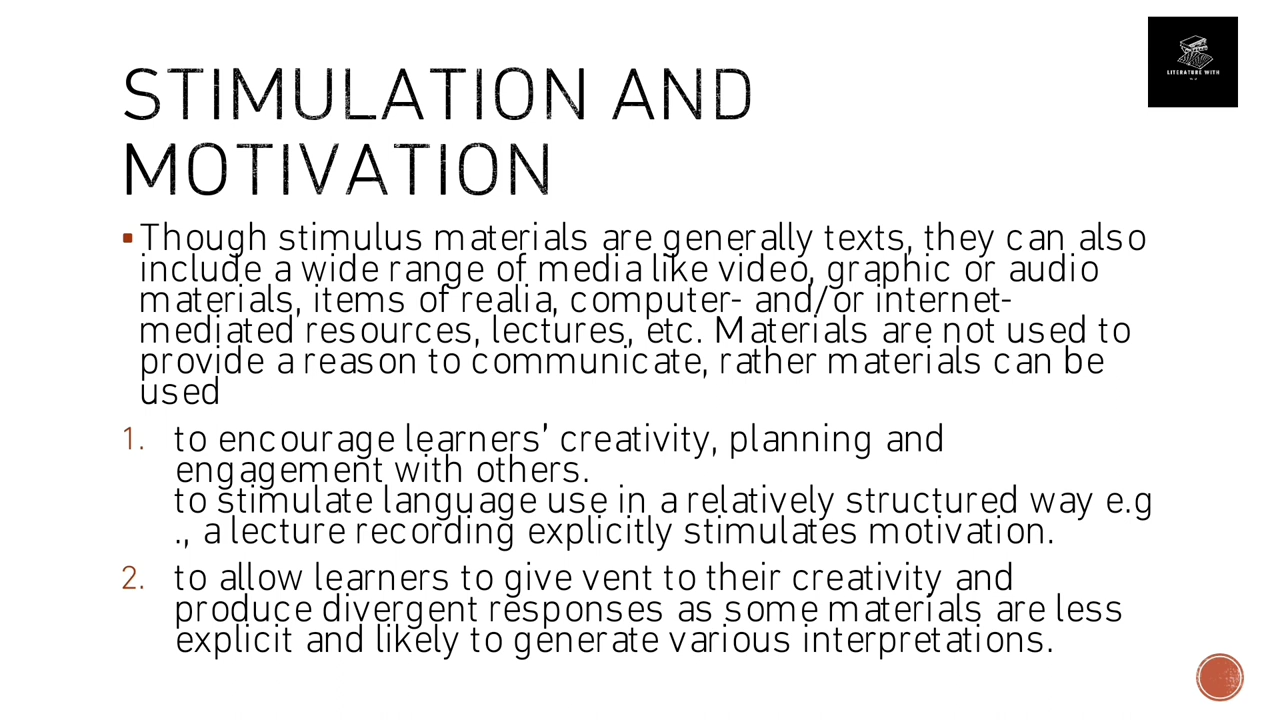 LITERATURE WITH
STIMULATION AND
MOTIVATION
▪Though stimulus materials are generally texts, they can also
include a wide range of media like video, graphic or audio
materials, items of realia, computer- and/or internet-
mediated resources, lectures, etc. Materials are not used to
provide a reason to communicate, rather materials can be
used
1. to encourage learners’ creativity, planning and
engagement with others.
to stimulate language use in a relatively structured way e.g
., a lecture recording explicitly stimulates motivation.
2. to allow learners to give vent to their creativity and
produce divergent responses as some materials are less
explicit and likely to generate various interpretations.